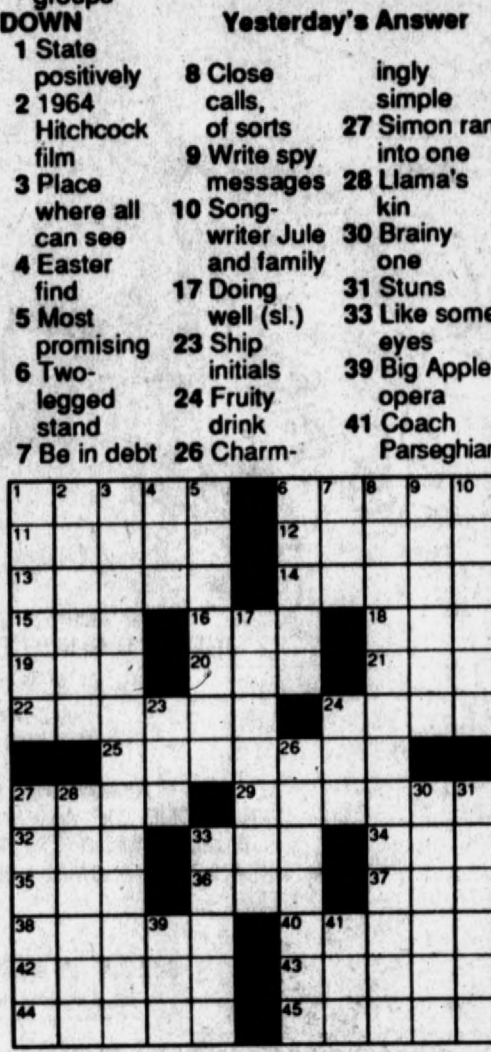 groups
DOWN
1 State
positively
2 1964
Hitchcock
film
3 Place
where all
can see
4 Easter
find
5 Most
promising
6 Two-
legged
stand
7 Be in debt
Yesterday's Answer
8 Close
calls,
of sorts
9 Write spy
messages
10 Song-
writer Jule
and family
17 Doing
well (sl.)
23 Ship
initials
24 Fruity
drink
26 Charm-
ingly
simple
27 Simon ran
into one
28 Llama's
kin
30 Brainy
one
31 Stuns
33 Like some
eyes
39 Big Apple
opera
41 Coach
Parseghian
1 2 3 4 5 6 7 8 9 10
11 12
13 14
15 16 17 18
19 20 21
22 23 24
25 26
27 28 29 30 31
32 33 34
35 36 37
38 39 40 41
42 43
44 45